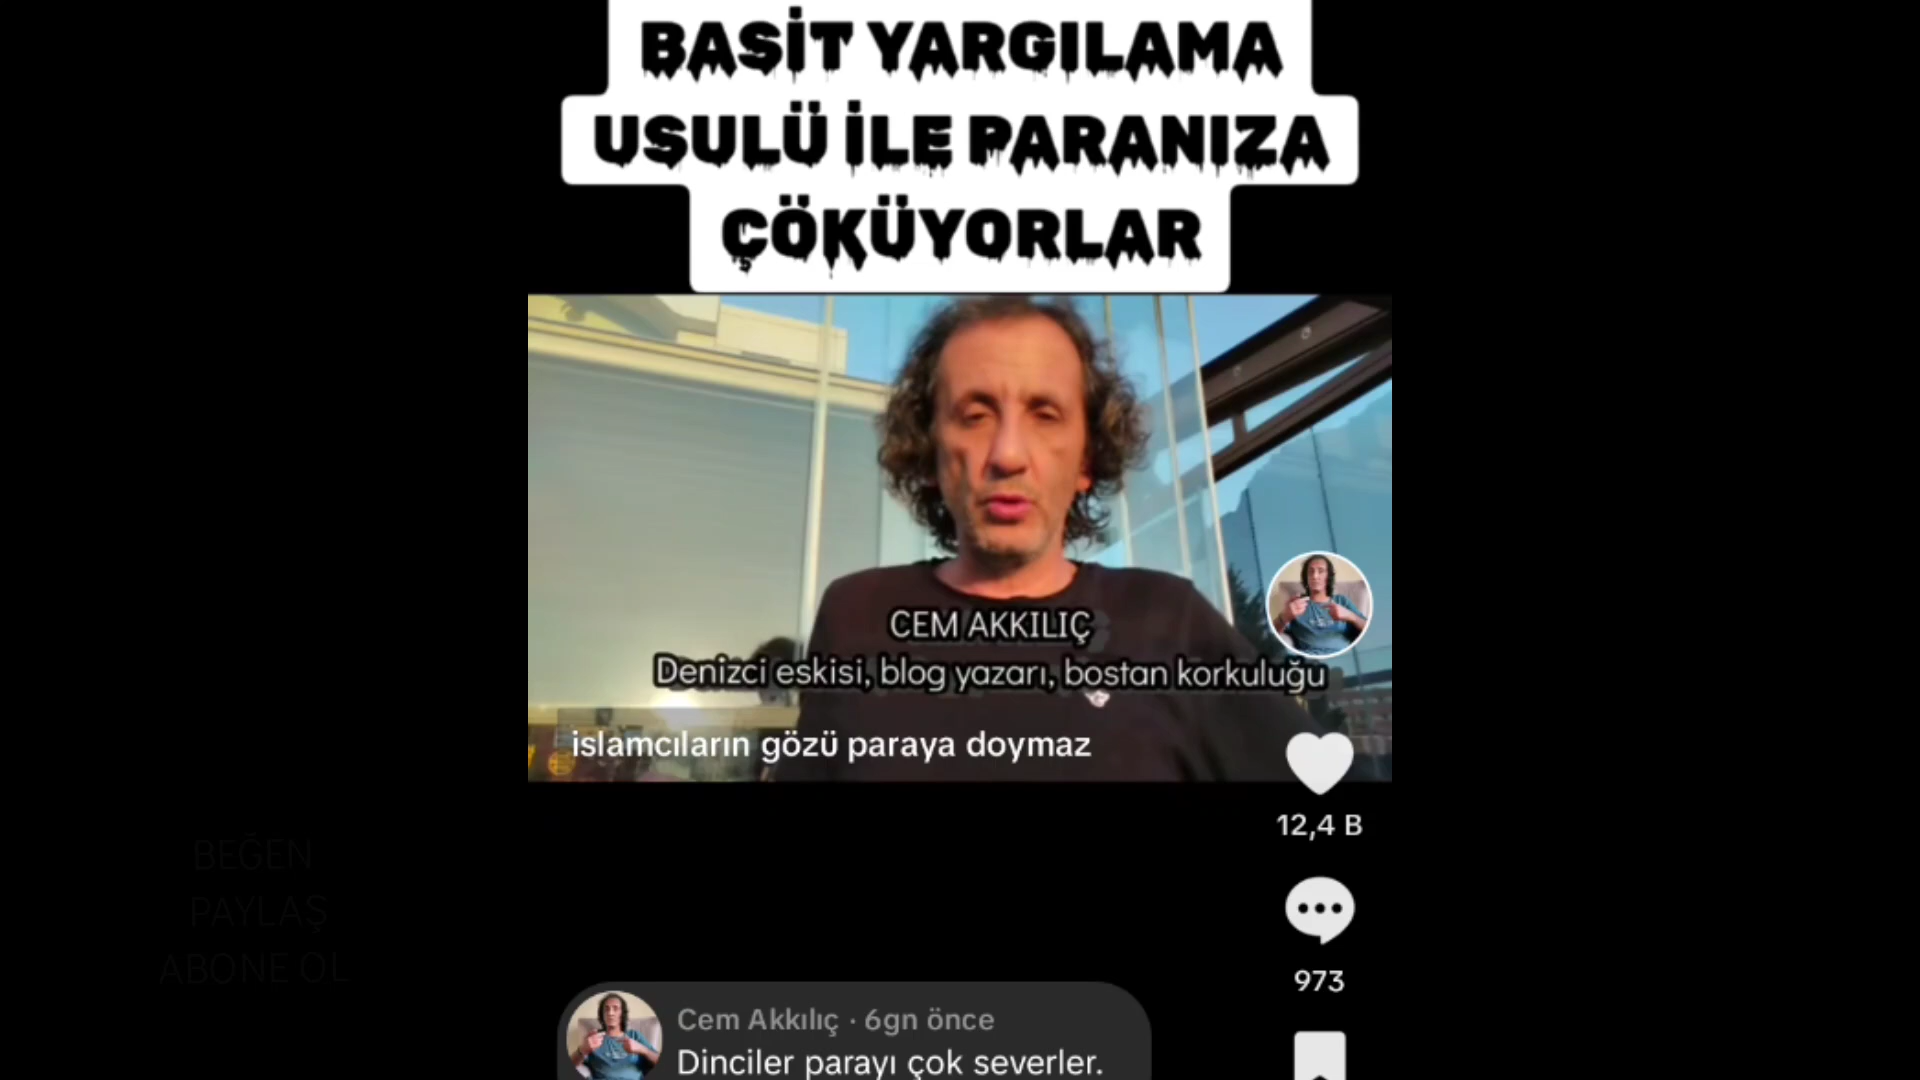 BASİT YARGILAMA
USULÜ İLE PARANIZA
ÇÖKÜYORLAR
CEM AKKILIÇ
Denizci eskisi, blog yazarı, bostan korkuluğu
islamcıların gözü paraya doymaz
12,4 B
973
BEĞEN
PAYLAŞ
ABONE OL
Cem Akkılıç · 6gn önce
Dinciler parayı çok severler.